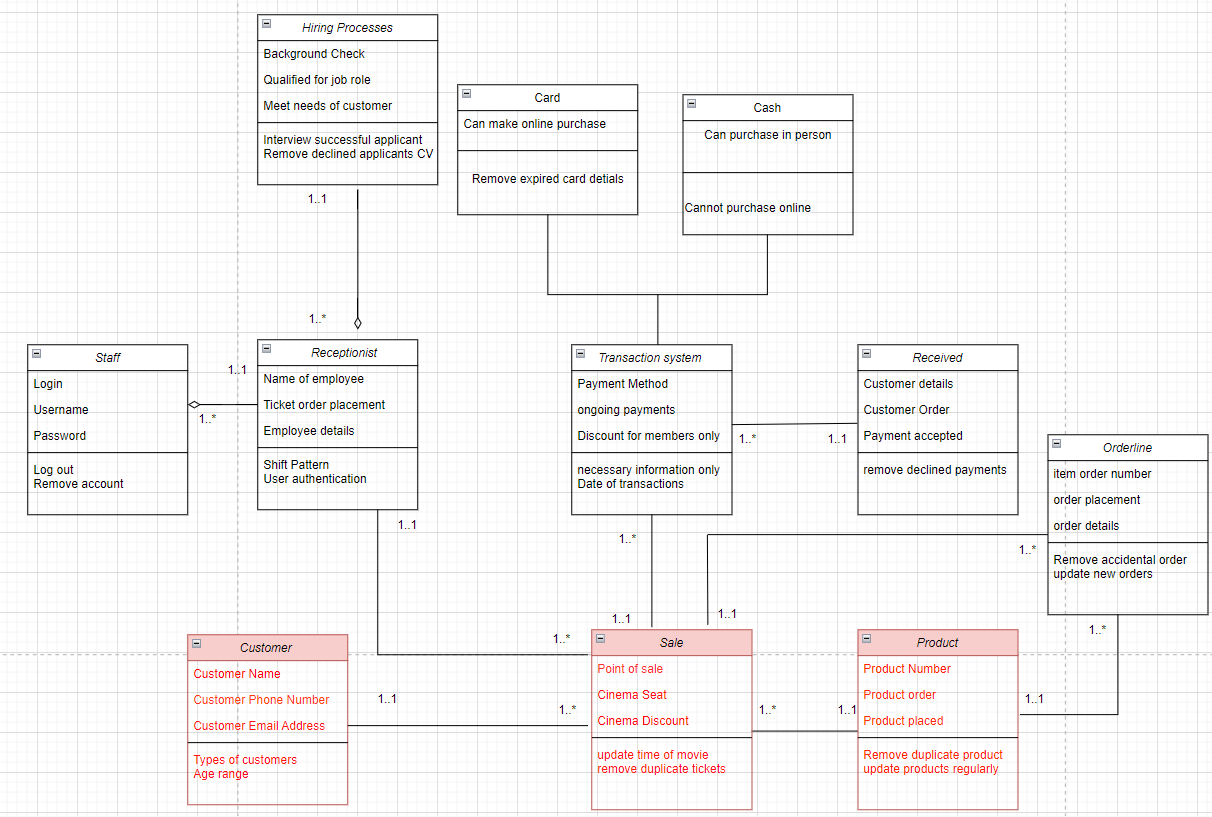 Hiring Processes
Background Check
Qualified for job role
Meet needs of customer
Interview successful applicant
Remove declined applicants CV
1..1
1..*
Card
Can make online purchase
Remove expired card detials
Cash
Can purchase in person
Cannot purchase online
Staff
Login
Username
Password
Log out
Remove account
1..1
1..*
Receptionist
Name of employee
Ticket order placement
Employee details
Shift Pattern
User authentication
1..1
Transaction system
Payment Method
ongoing payments
Discount for members only
necessary information only
Date of transactions
1..*
1..1
1..*
Received
Customer details
Customer Order
Payment accepted
remove declined payments
Orderline
item order number
order placement
order details
Remove accidental order
update new orders
1..*
1..*
1..1
1..1
1..*
Customer
Customer Name
Customer Phone Number
Customer Email Address
Types of customers
Age range
1..1
1..*
Sale
Point of sale
Cinema Seat
Cinema Discount
update time of movie
remove duplicate tickets
1..*
1..1
Product
Product Number
Product order
Product placed
Remove duplicate product
update products regularly
1..1